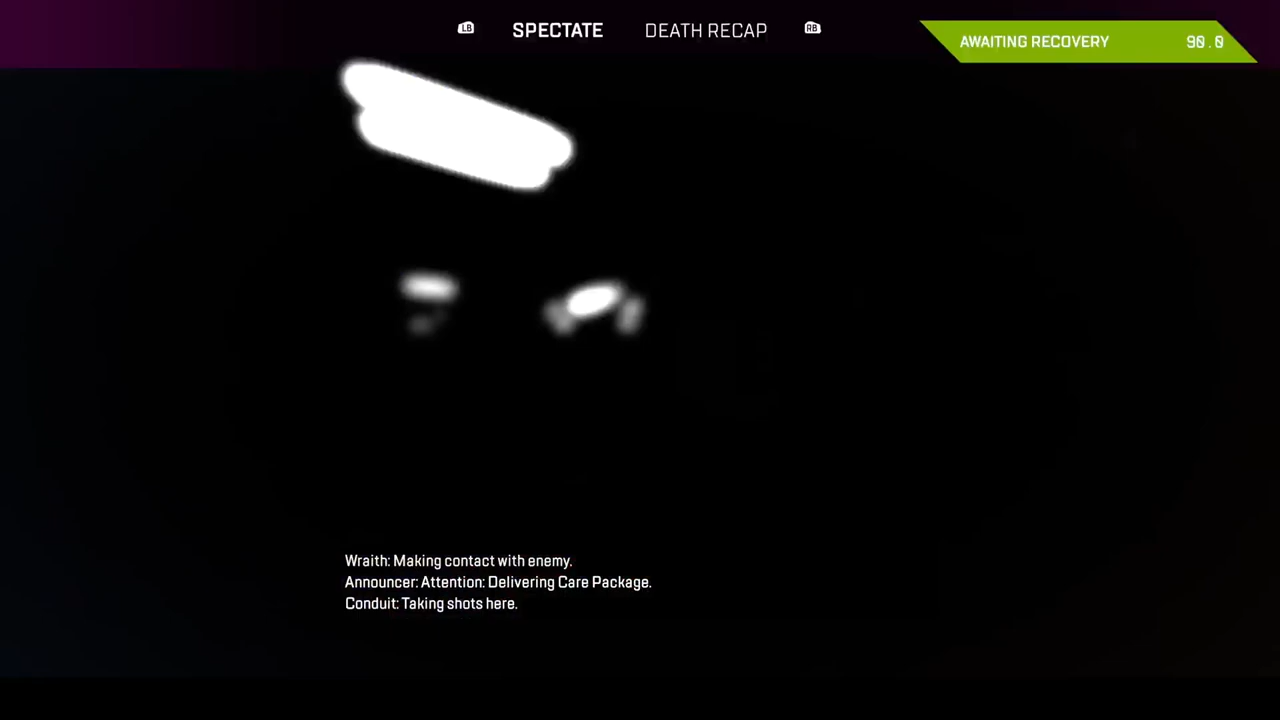 LB SPECTATE DEATH RECAP RB
AWAITING RECOVERY 90.0
Wraith: Making contact with enemy.
Announcer: Attention: Delivering Care Package.
Conduit: Taking shots here.